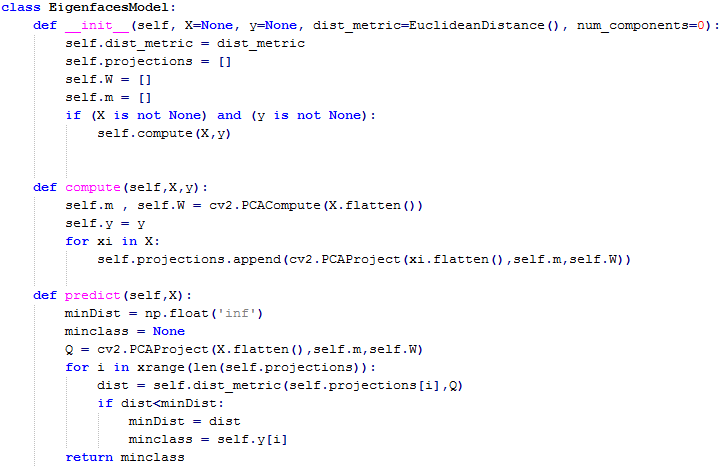 class EigenfacesModel:
    def __init__(self, X=None, y=None, dist_metric=EuclideanDistance(), num_components=0):
        self.dist_metric = dist_metric
        self.projections = []
        self.W = []
        self.m = []
        if (X is not None) and (y is not None):
            self.compute(X,y)
    def compute(self,X,y):
        self.m , self.W = cv2.PCACompute(X.flatten())
        self.y = y
        for xi in X:
            self.projections.append(cv2.PCAProject(xi.flatten(),self.m,self.W))
    def predict(self,X):
        minDist = np.float('inf')
        minclass = None
        Q = cv2.PCAProject(X.flatten(),self.m,self.W)
        for i in xrange(len(self.projections)):
            dist = self.dist_metric(self.projections[i],Q)
            if dist<minDist:
                minDist = dist
                minclass = self.y[i]
        return minclass